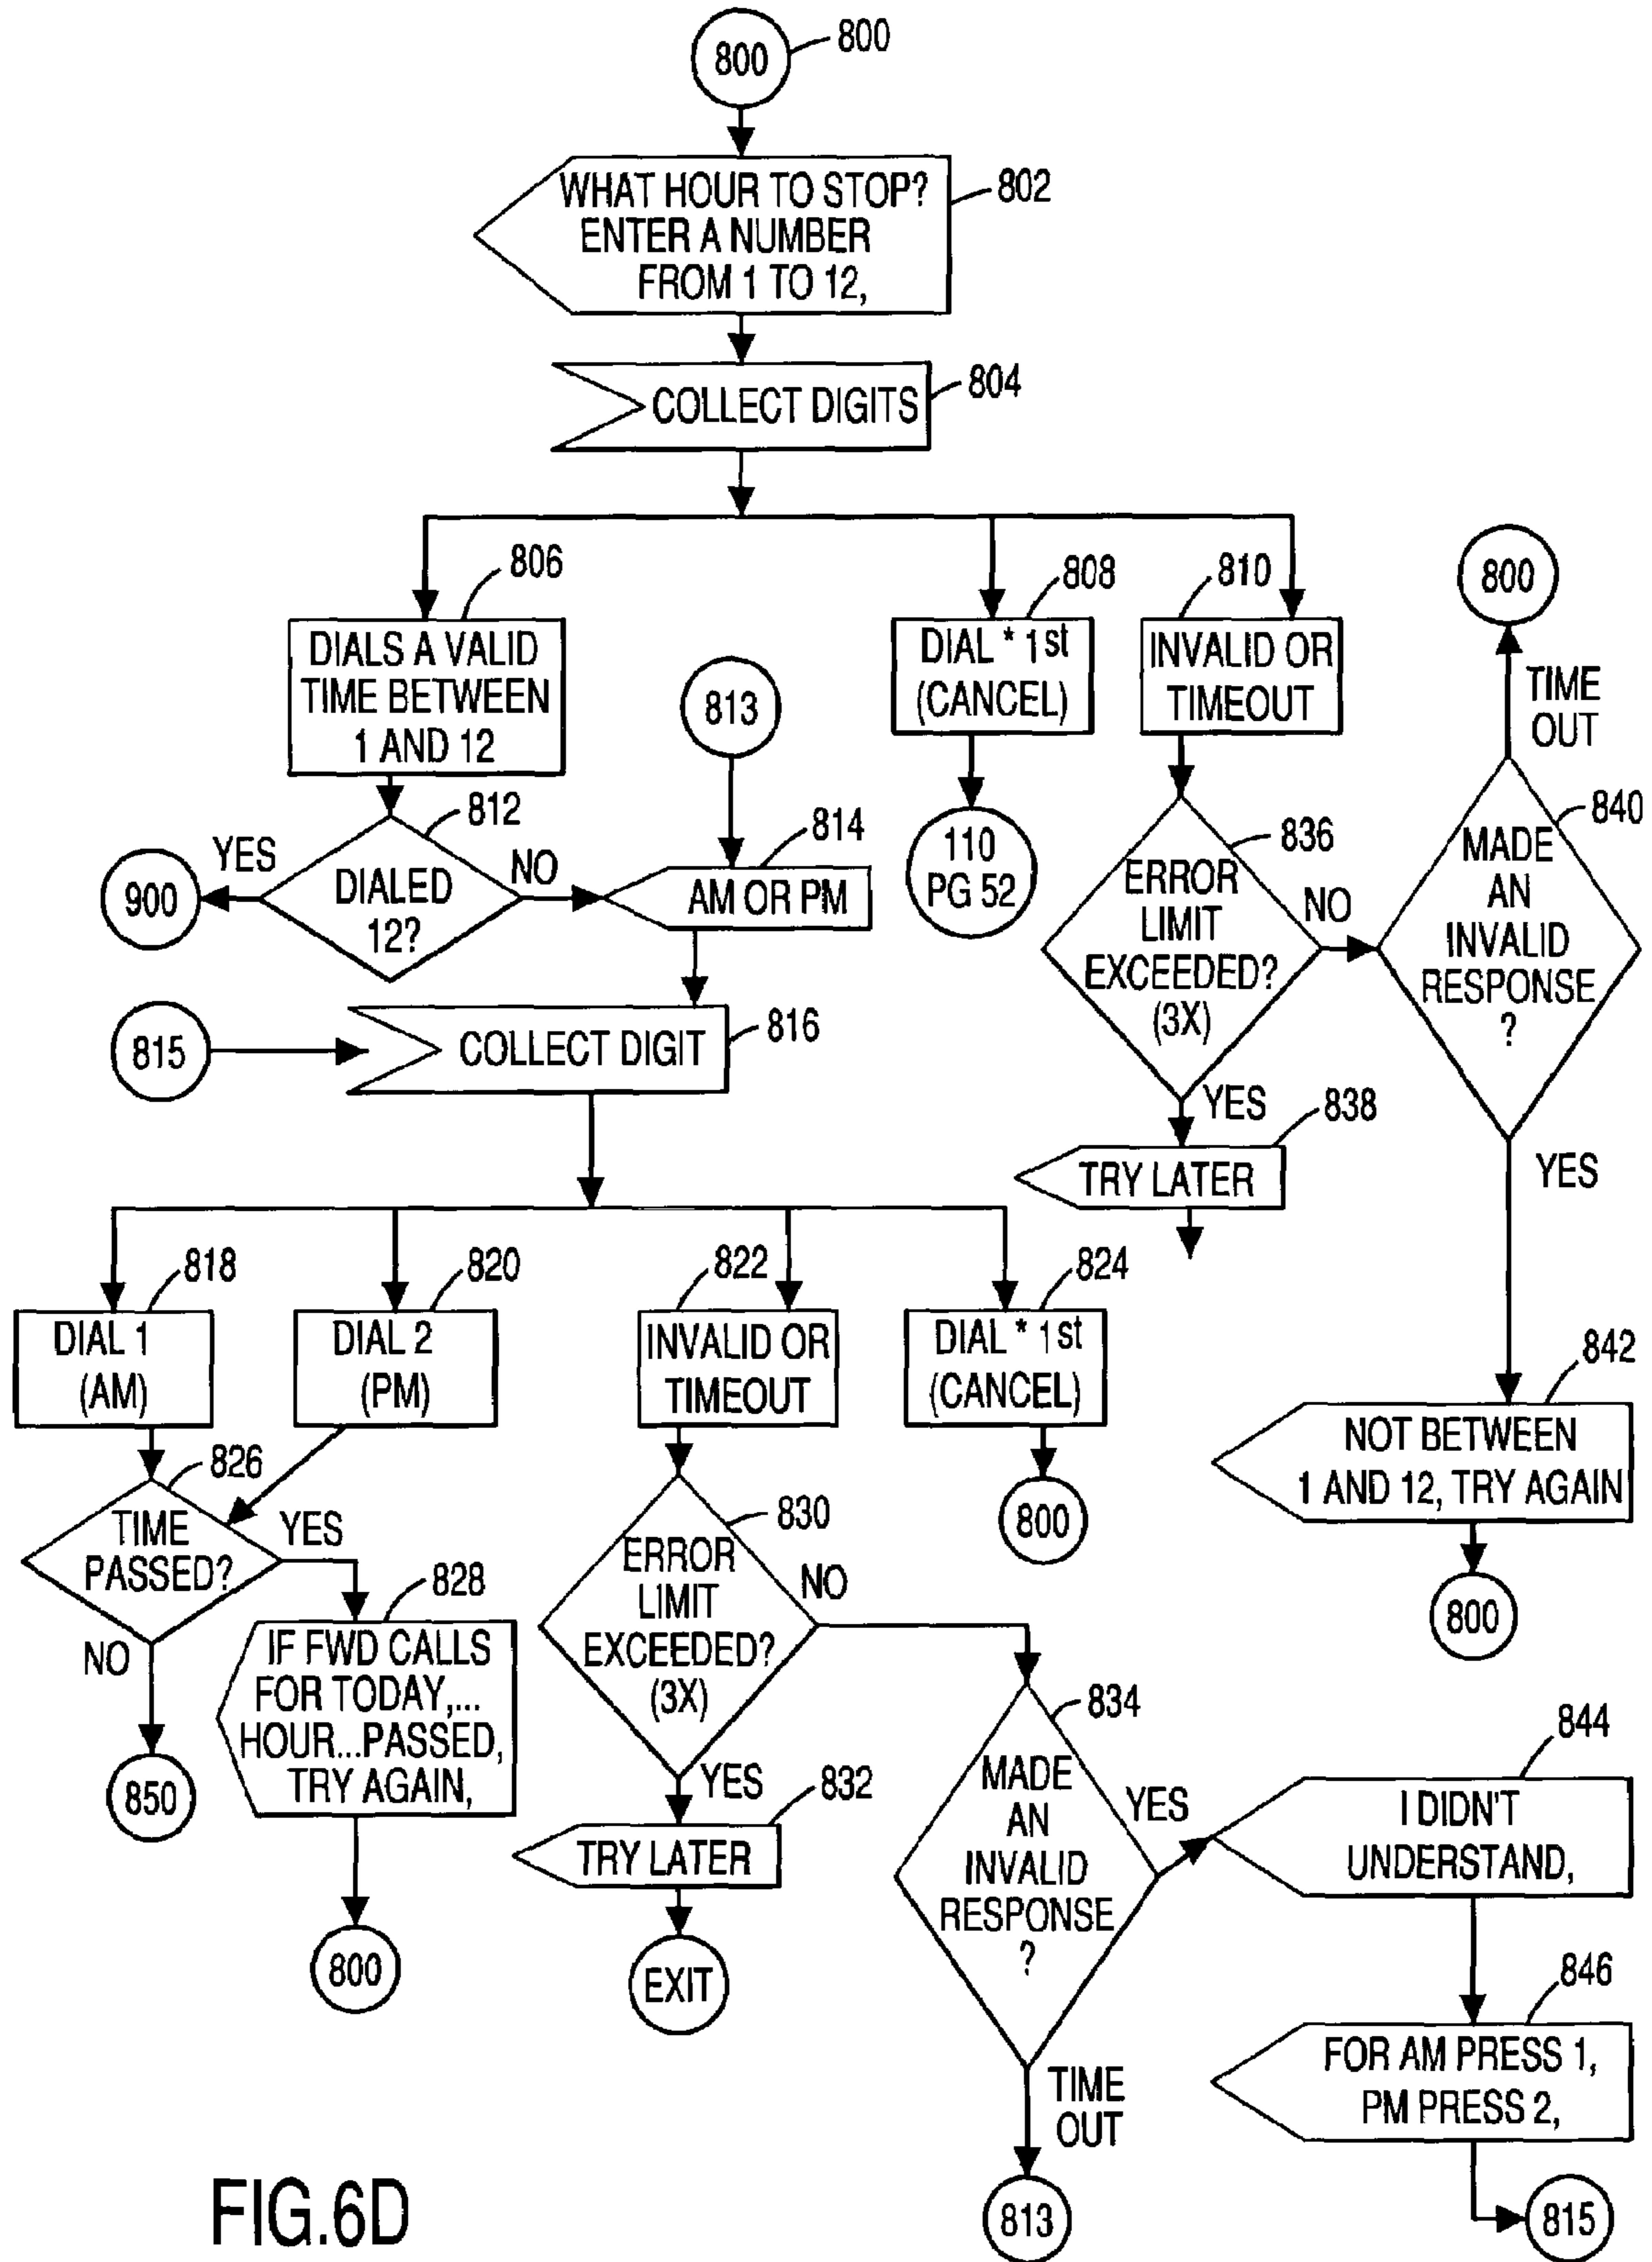 800
800
WHAT HOUR TO STOP?
802
ENTER A NUMBER
FROM 1 TO 12,
COLLECT DIGITS
804
806
808
810
800
DIALS A VALID
TIME BETWEEN
1 AND 12
813
DIAL * 1st
(CANCEL)
INVALID OR
TIMEOUT
TIME
OUT
812
YES
NO
900
DIALED
12?
814
AM OR PM
110
PG 52
836
ERROR
LIMIT
EXCEEDED?
(3X)
NO
840
MADE
AN
INVALID
RESPONSE
?
815
COLLECT DIGIT
816
YES
838
TRY LATER
YES
818
820
822
824
DIAL 1
(AM)
DIAL 2
(PM)
INVALID OR
TIMEOUT
DIAL * 1st
(CANCEL)
842
NOT BETWEEN
1 AND 12, TRY AGAIN
800
826
TIME
PASSED?
YES
NO
850
828
IF FWD CALLS
FOR TODAY,...
HOUR...PASSED,
TRY AGAIN,
800
830
ERROR
LIMIT
EXCEEDED?
(3X)
NO
800
YES
832
TRY LATER
EXIT
834
MADE
AN
INVALID
RESPONSE
?
YES
844
I DIDN'T
UNDERSTAND,
846
FOR AM PRESS 1,
PM PRESS 2,
TIME
OUT
813
815
FIG.6D